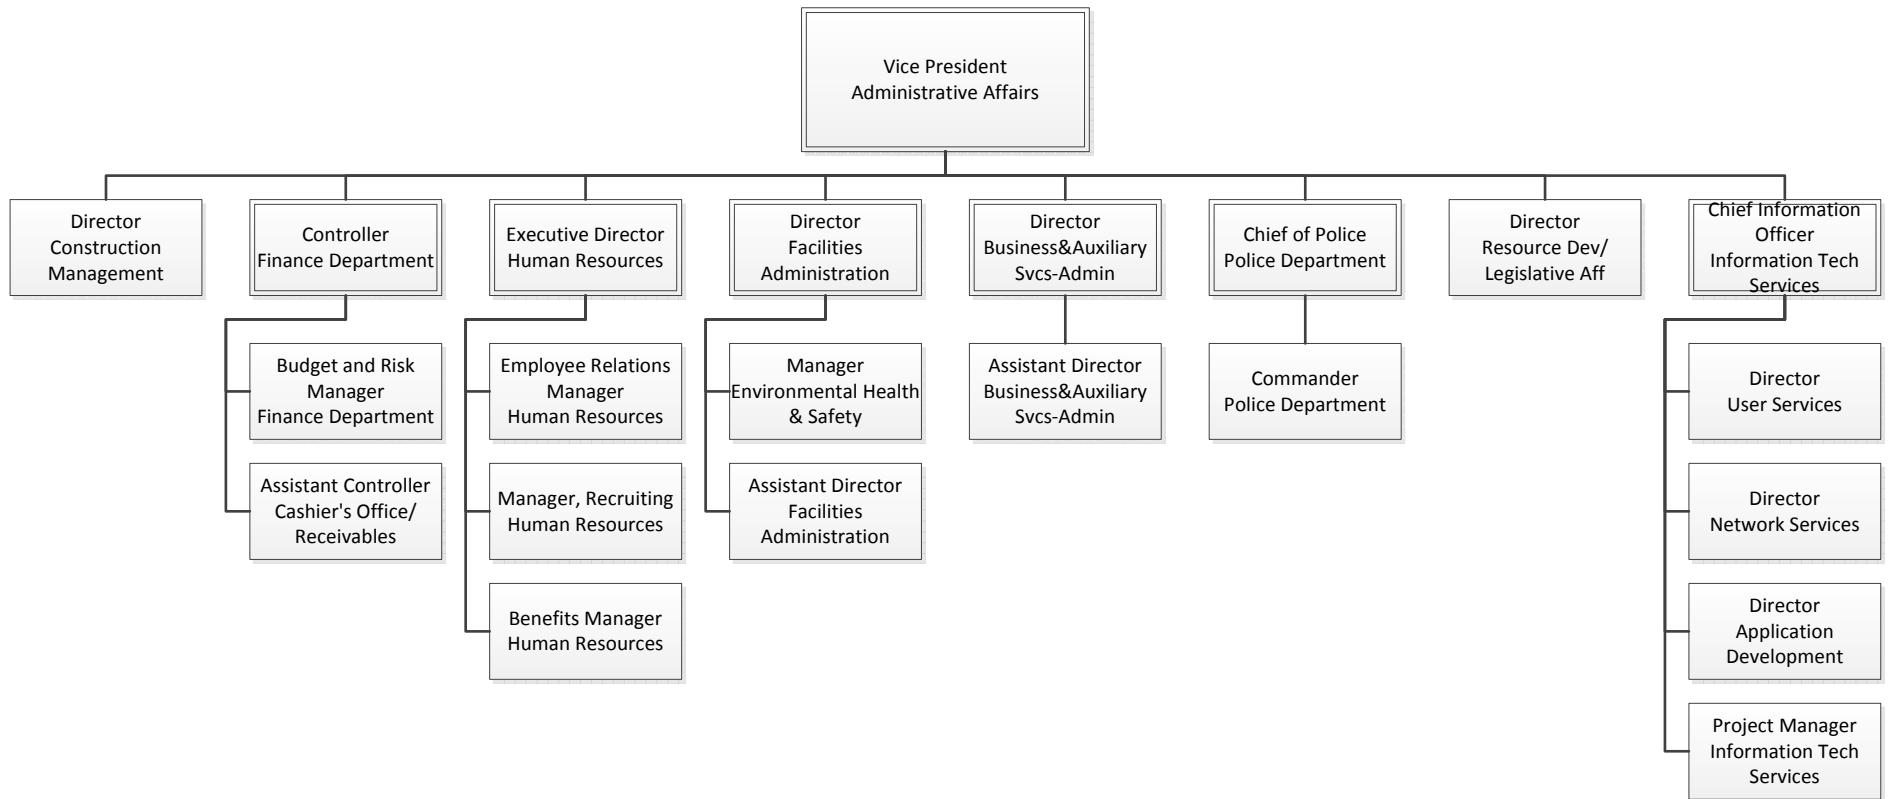 Vice President
Administrative Affairs
Director
Construction
Management
Controller
Finance Department
Executive Director
Human Resources
Director
Facilities
Administration
Director
Business&Auxiliary
Svcs-Admin
Chief of Police
Police Department
Director
Resource Dev/
Legislative Aff
Chief Information
Officer
Information Tech
Services
Budget and Risk
Manager
Finance Department
Employee Relations
Manager
Human Resources
Manager
Environmental Health
& Safety
Assistant Director
Business&Auxiliary
Svcs-Admin
Commander
Police Department
Director
User Services
Assistant Controller
Cashier's Office/
Receivables
Manager, Recruiting
Human Resources
Assistant Director
Facilities
Administration
Director
Network Services
Benefits Manager
Human Resources
Director
Application
Development
Project Manager
Information Tech
Services